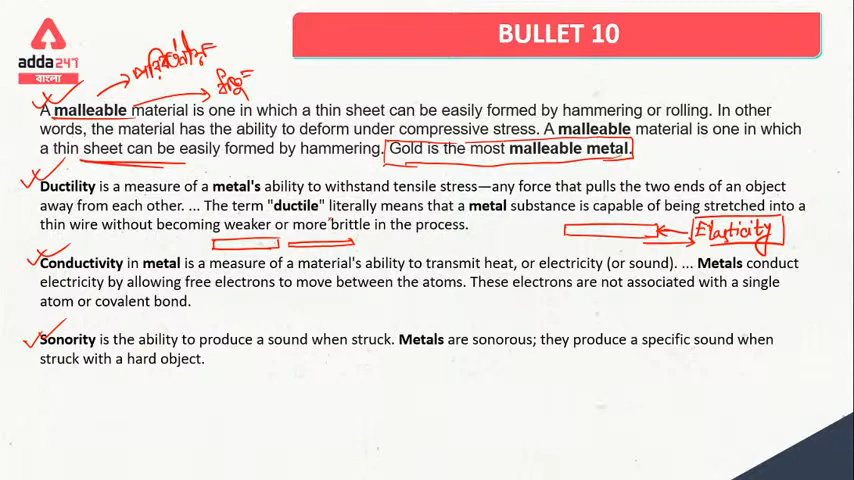 BULLET 10
adda247
বাংলা
A malleable material is one in which a thin sheet can be easily formed by hammering or rolling. In other
words, the material has the ability to deform under compressive stress. A malleable material is one in which
a thin sheet can be easily formed by hammering. Gold is the most malleable metal.
Ductility is a measure of a metal's ability to withstand tensile stress—any force that pulls the two ends of an object
away from each other. ... The term "ductile" literally means that a metal substance is capable of being stretched into a
thin wire without becoming weaker or more brittle in the process.
Elasticity
Conductivity in metal is a measure of a material's ability to transmit heat, or electricity (or sound). ... Metals conduct
electricity by allowing free electrons to move between the atoms. These electrons are not associated with a single
atom or covalent bond.
Sonority is the ability to produce a sound when struck. Metals are sonorous; they produce a specific sound when
struck with a hard object.